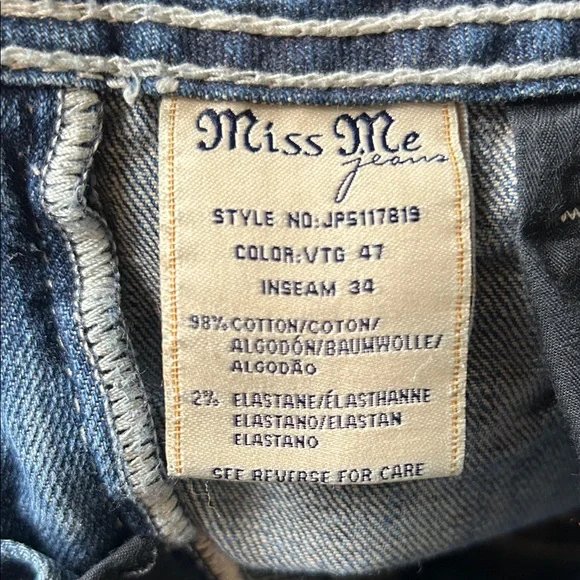 Miss Me
jeans
STYLE NO:JP5117819
COLOR:VTG 47
INSEAM 34
98% COTTON/COTON/
ALGODÓN/BAUMWOLLE/
ALGODÃO
2% ELASTANE/ÉLASTHANNE
ELASTANO/ELASTAN
ELASTANO
SEE REVERSE FOR CARE